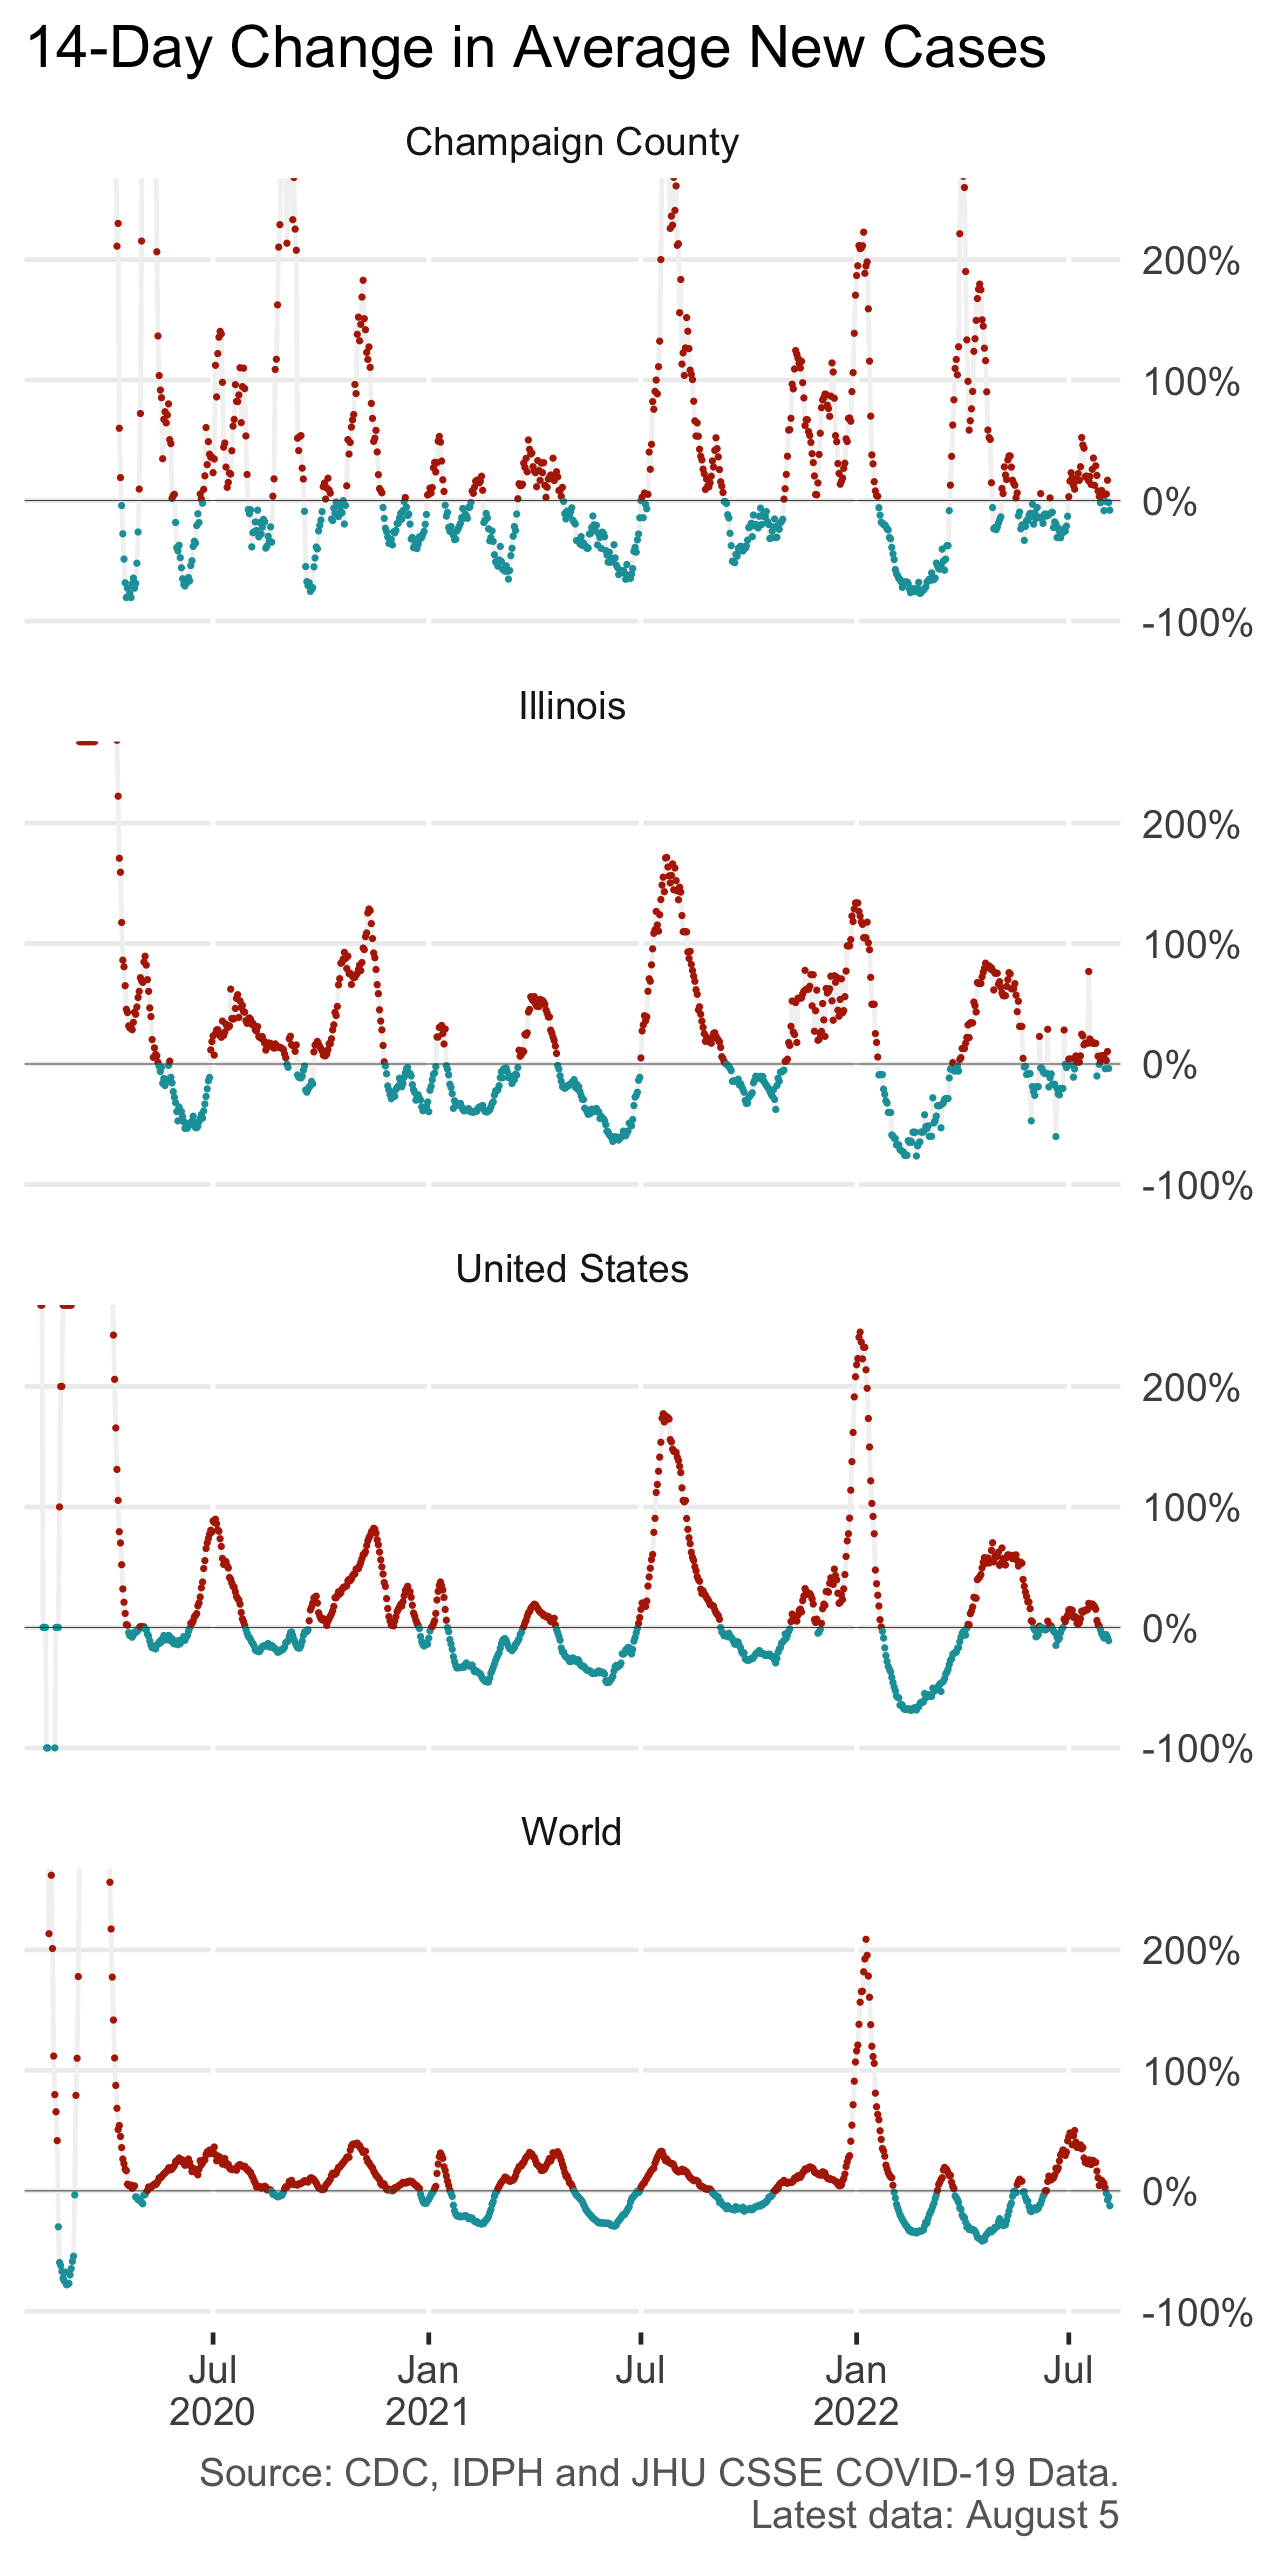 14-Day Change in Average New Cases
Champaign County
200%
100%
0%
-100%
Illinois
200%
100%
0%
-100%
United States
200%
100%
0%
-100%
World
200%
100%
0%
-100%
Jul Jan Jul Jan Jul
2020 2021 2022
Source: CDC, IDPH and JHU CSSE COVID-19 Data.
Latest data: August 5